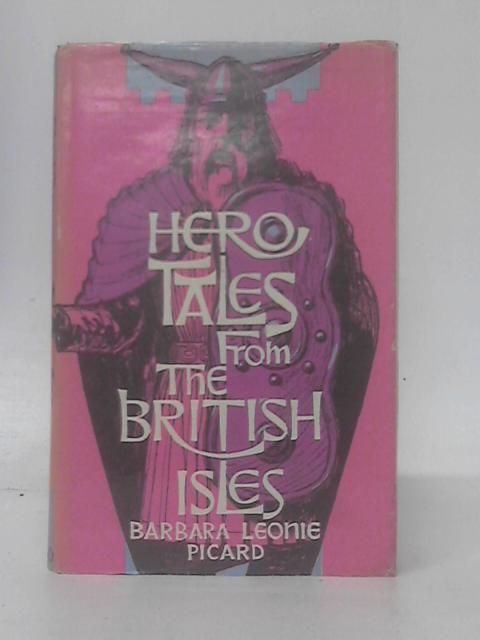 HERO
TALES
FROM
THE
BRITISH
ISLES
BARBARA LEONIE
PICARD